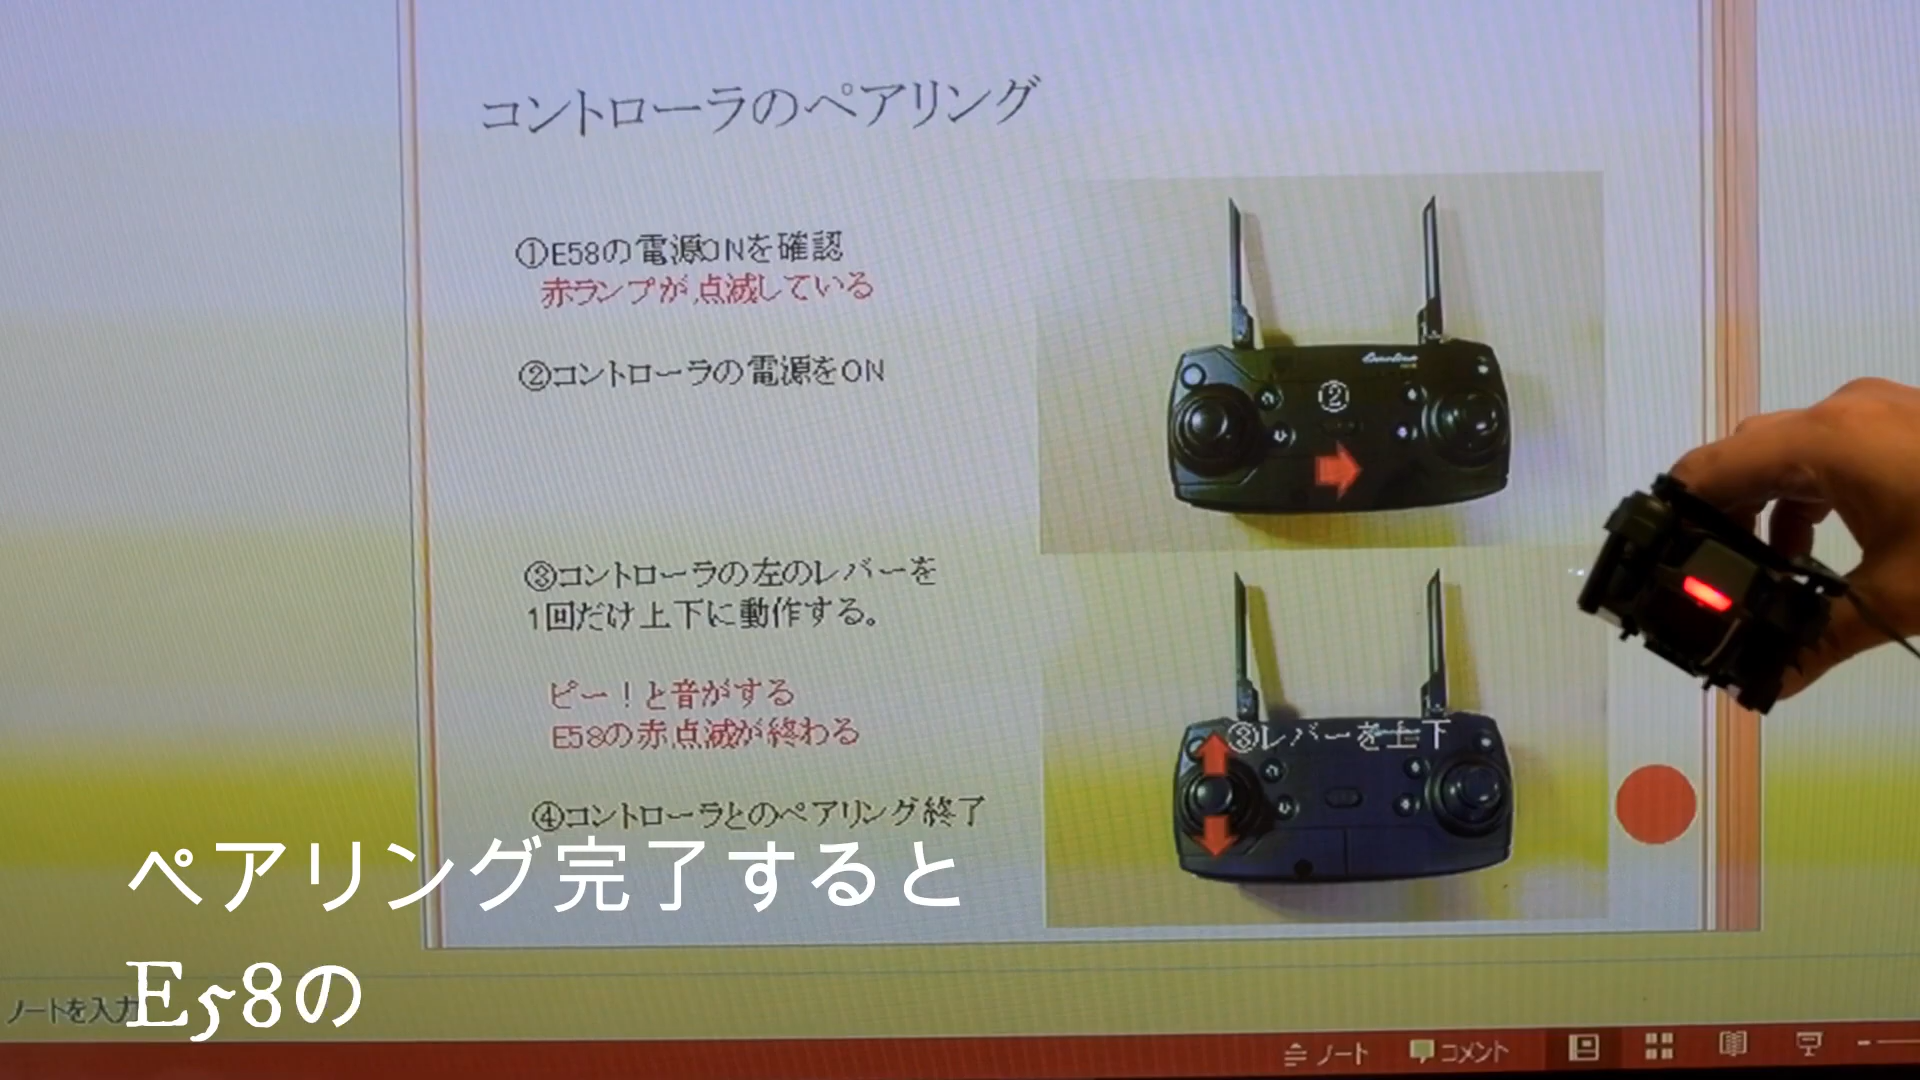 コントローラのペアリング
①E58の電源ONを確認
赤ランプが点滅している
②コントローラの電源をON
②
③コントローラの左のレバーを
1回だけ上下に動作する。
ピー！と音がする
E58の赤点滅が終わる
③レバーを上下
④コントローラとのペアリング終了
ペアリング完了すると
E58の
ノートを入力
ノート コメント